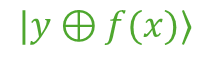 |y ⊕ f(x)⟩